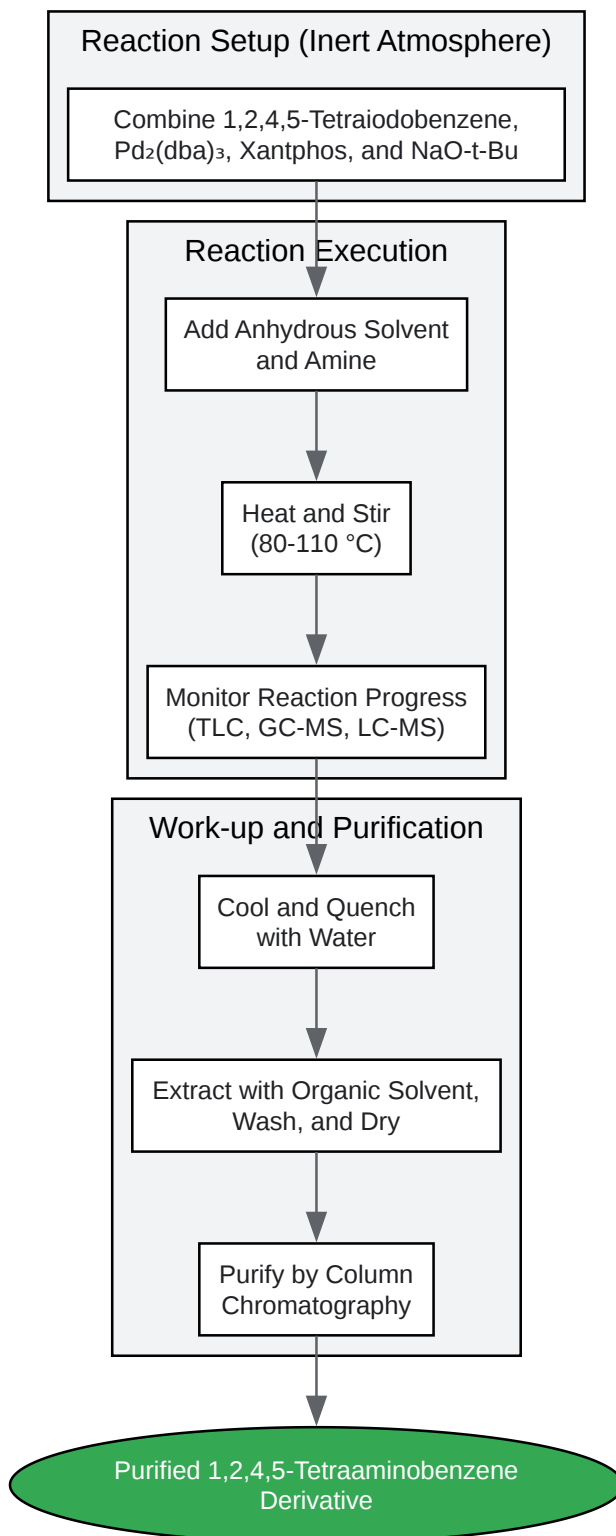 Reaction Setup (Inert Atmosphere)
Combine 1,2,4,5-Tetraiodobenzene,
Pd₂(dba)₃, Xantphos, and NaO-t-Bu
Reaction Execution
Add Anhydrous Solvent
and Amine
Heat and Stir
(80-110 °C)
Monitor Reaction Progress
(TLC, GC-MS, LC-MS)
Work-up and Purification
Cool and Quench
with Water
Extract with Organic Solvent,
Wash, and Dry
Purify by Column
Chromatography
Purified 1,2,4,5-Tetraaminobenzene
Derivative